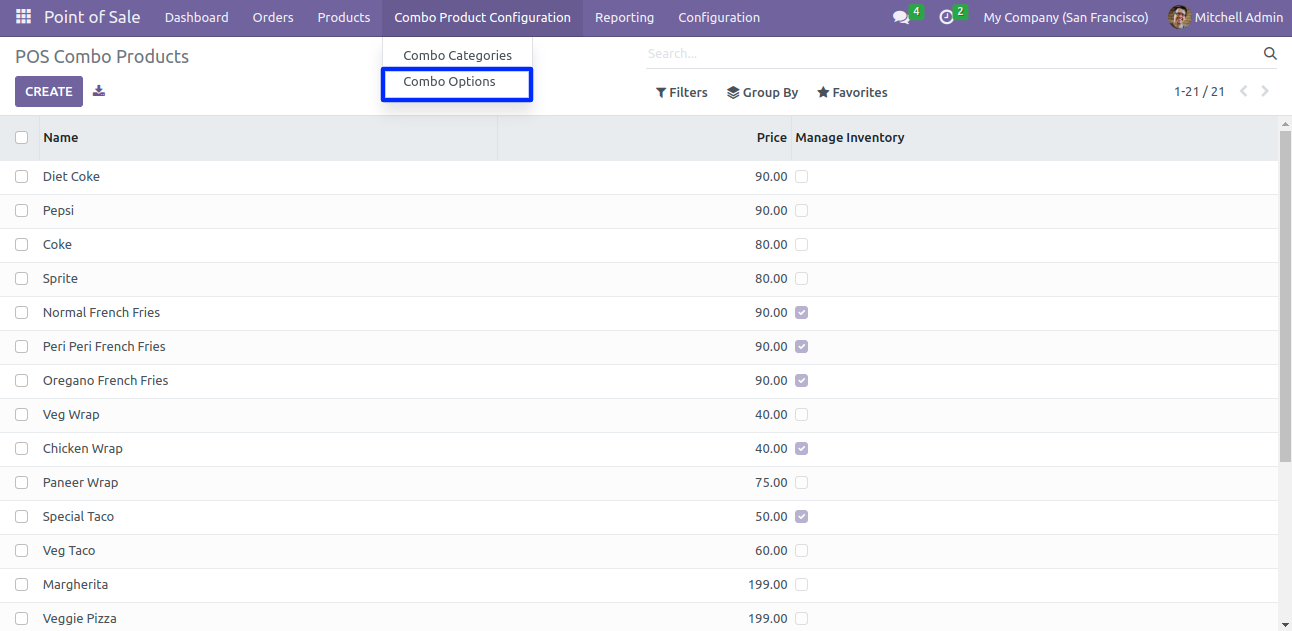 Point of Sale Dashboard Orders Products Combo Product Configuration Reporting Configuration 4 2 My Company (San Francisco) Mitchell Admin
POS Combo Products
Combo Categories
Search...
CREATE
Combo Options
Filters Group By Favorites 1-21 / 21
Name Price Manage Inventory
Diet Coke 90.00
Pepsi 90.00
Coke 80.00
Sprite 80.00
Normal French Fries 90.00
Peri Peri French Fries 90.00
Oregano French Fries 90.00
Veg Wrap 40.00
Chicken Wrap 40.00
Paneer Wrap 75.00
Special Taco 50.00
Veg Taco 60.00
Margherita 199.00
Veggie Pizza 199.00